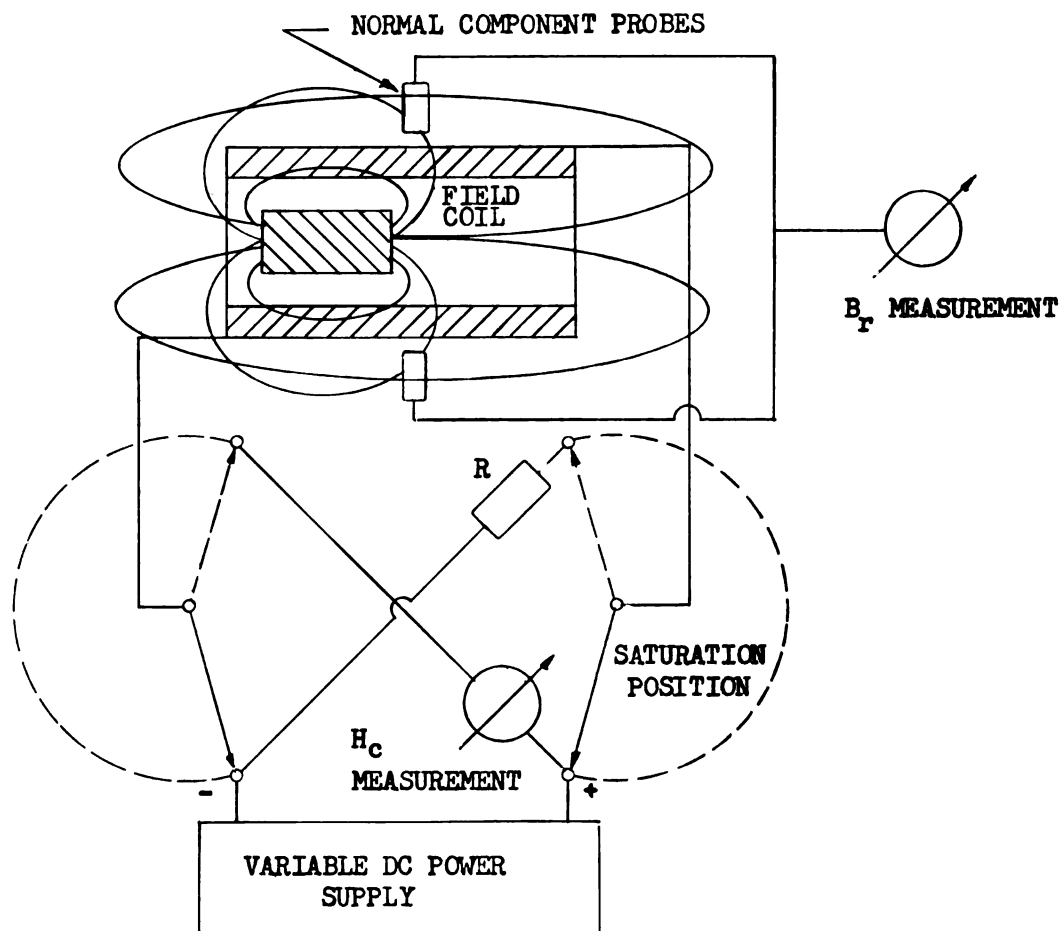 NORMAL COMPONENT PROBES
FIELD
COIL
Br MEASUREMENT
R
SATURATION
POSITION
Hc
MEASUREMENT
- +
VARIABLE DC POWER
SUPPLY